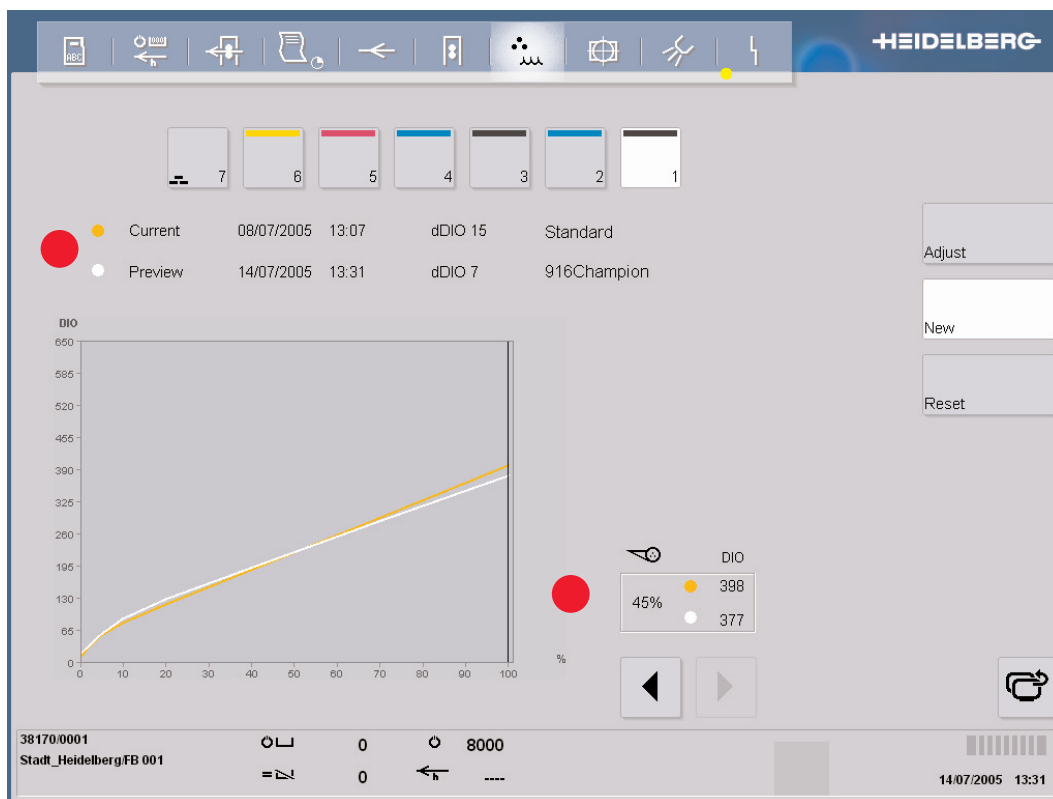 ABC
h
HEIDELBERG
7 6 5 4 3 2 1
Current 08/07/2005 13:07 dDIO 15 Standard
Preview 14/07/2005 13:31 dDIO 7 916Champion
Adjust
New
Reset
DIO
650
585
520
455
390
325
260
195
130
65
0
0 10 20 30 40 50 60 70 80 90 100
%
DIO
45% 398
377
38170/0001
Stadt_Heidelberg/FB 001
0 8000
= 0 h ----
14/07/2005 13:31